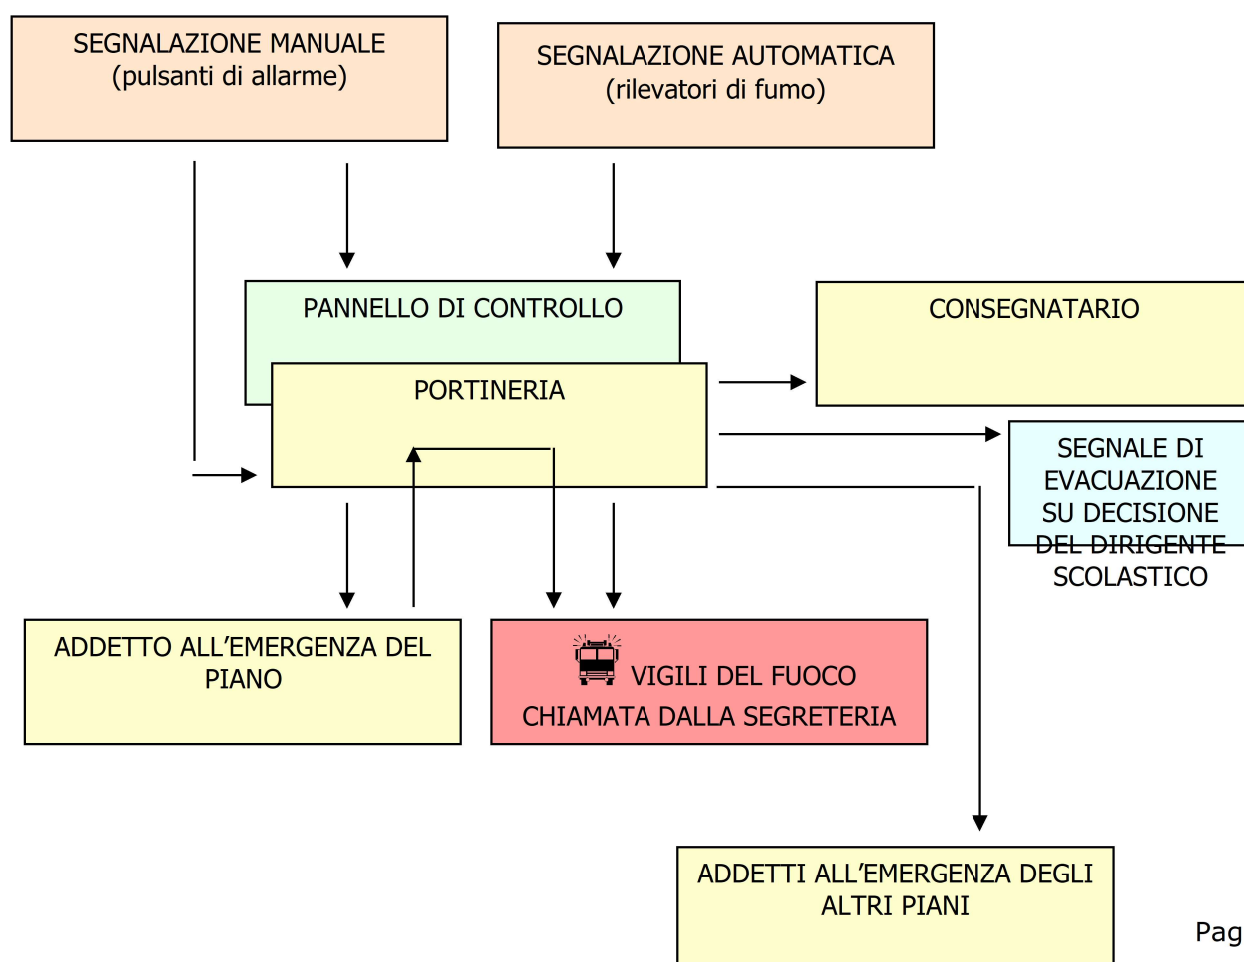 SEGNALAZIONE MANUALE
(pulsanti di allarme)
SEGNALAZIONE AUTOMATICA
(rilevatori di fumo)
PANNELLO DI CONTROLLO
CONSEGNATARIO
PORTINERIA
SEGNALE DI
EVACUAZIONE
SU DECISIONE
DEL DIRIGENTE
SCOLASTICO
ADDETTO ALL’EMERGENZA DEL
PIANO
VIGILI DEL FUOCO
CHIAMATA DALLA SEGRETERIA
ADDETTI ALL’EMERGENZA DEGLI
ALTRI PIANI
Pag